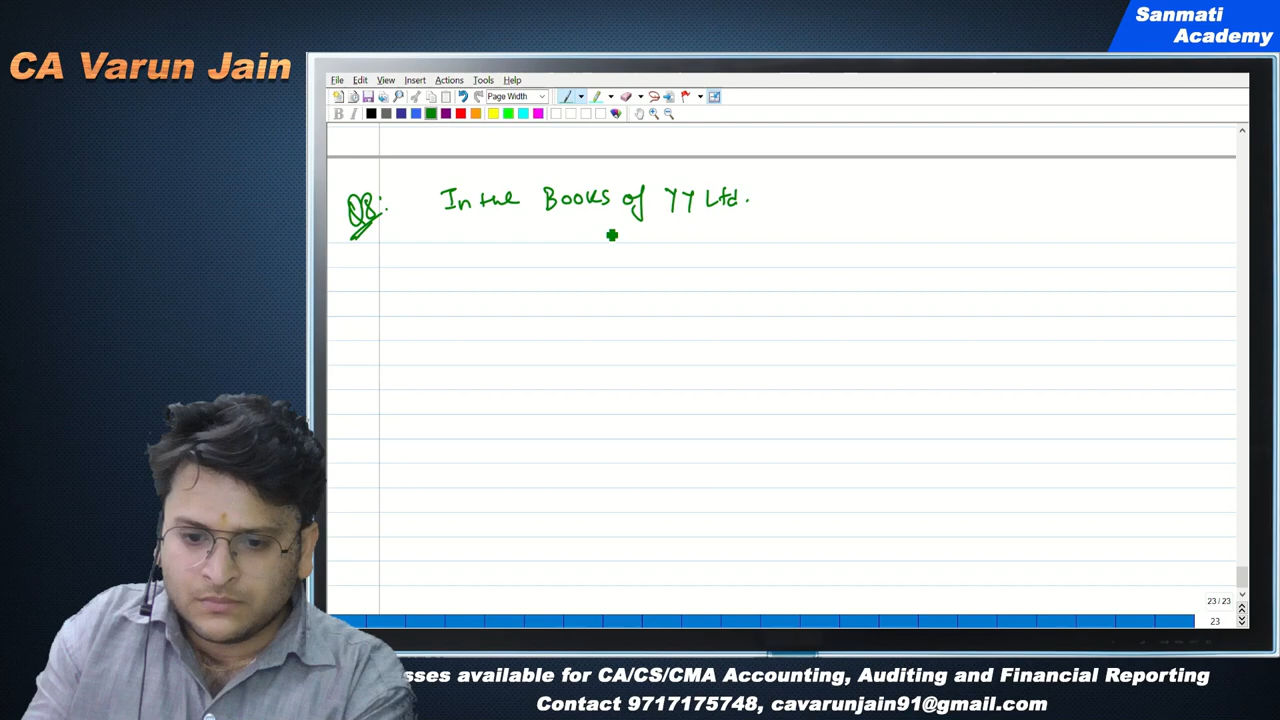 Sanmati
Academy
CA Varun Jain
File Edit View Insert Actions Tools Help
Page Width
B I
Q8: In the Books of YY Ltd.
23 / 23
23
sses available for CA/CS/CMA Accounting, Auditing and Financial Reporting
Contact 9717175748, cavarunjain91@gmail.com